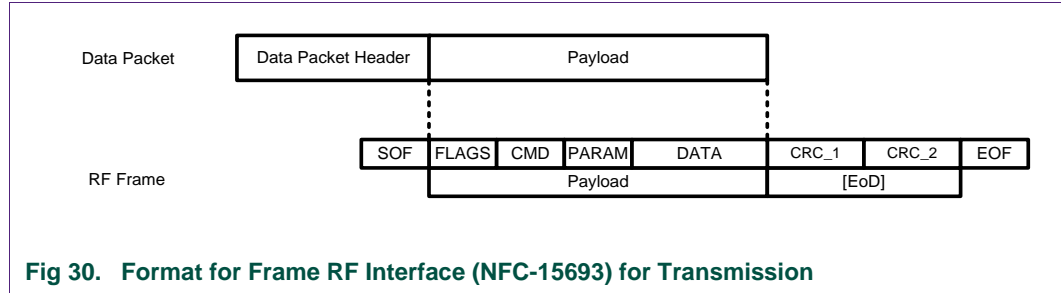 Data Packet Data Packet Header Payload
SOF FLAGS CMD PARAM DATA CRC_1 CRC_2 EOF
RF Frame Payload [EoD]
Fig 30. Format for Frame RF Interface (NFC-15693) for Transmission